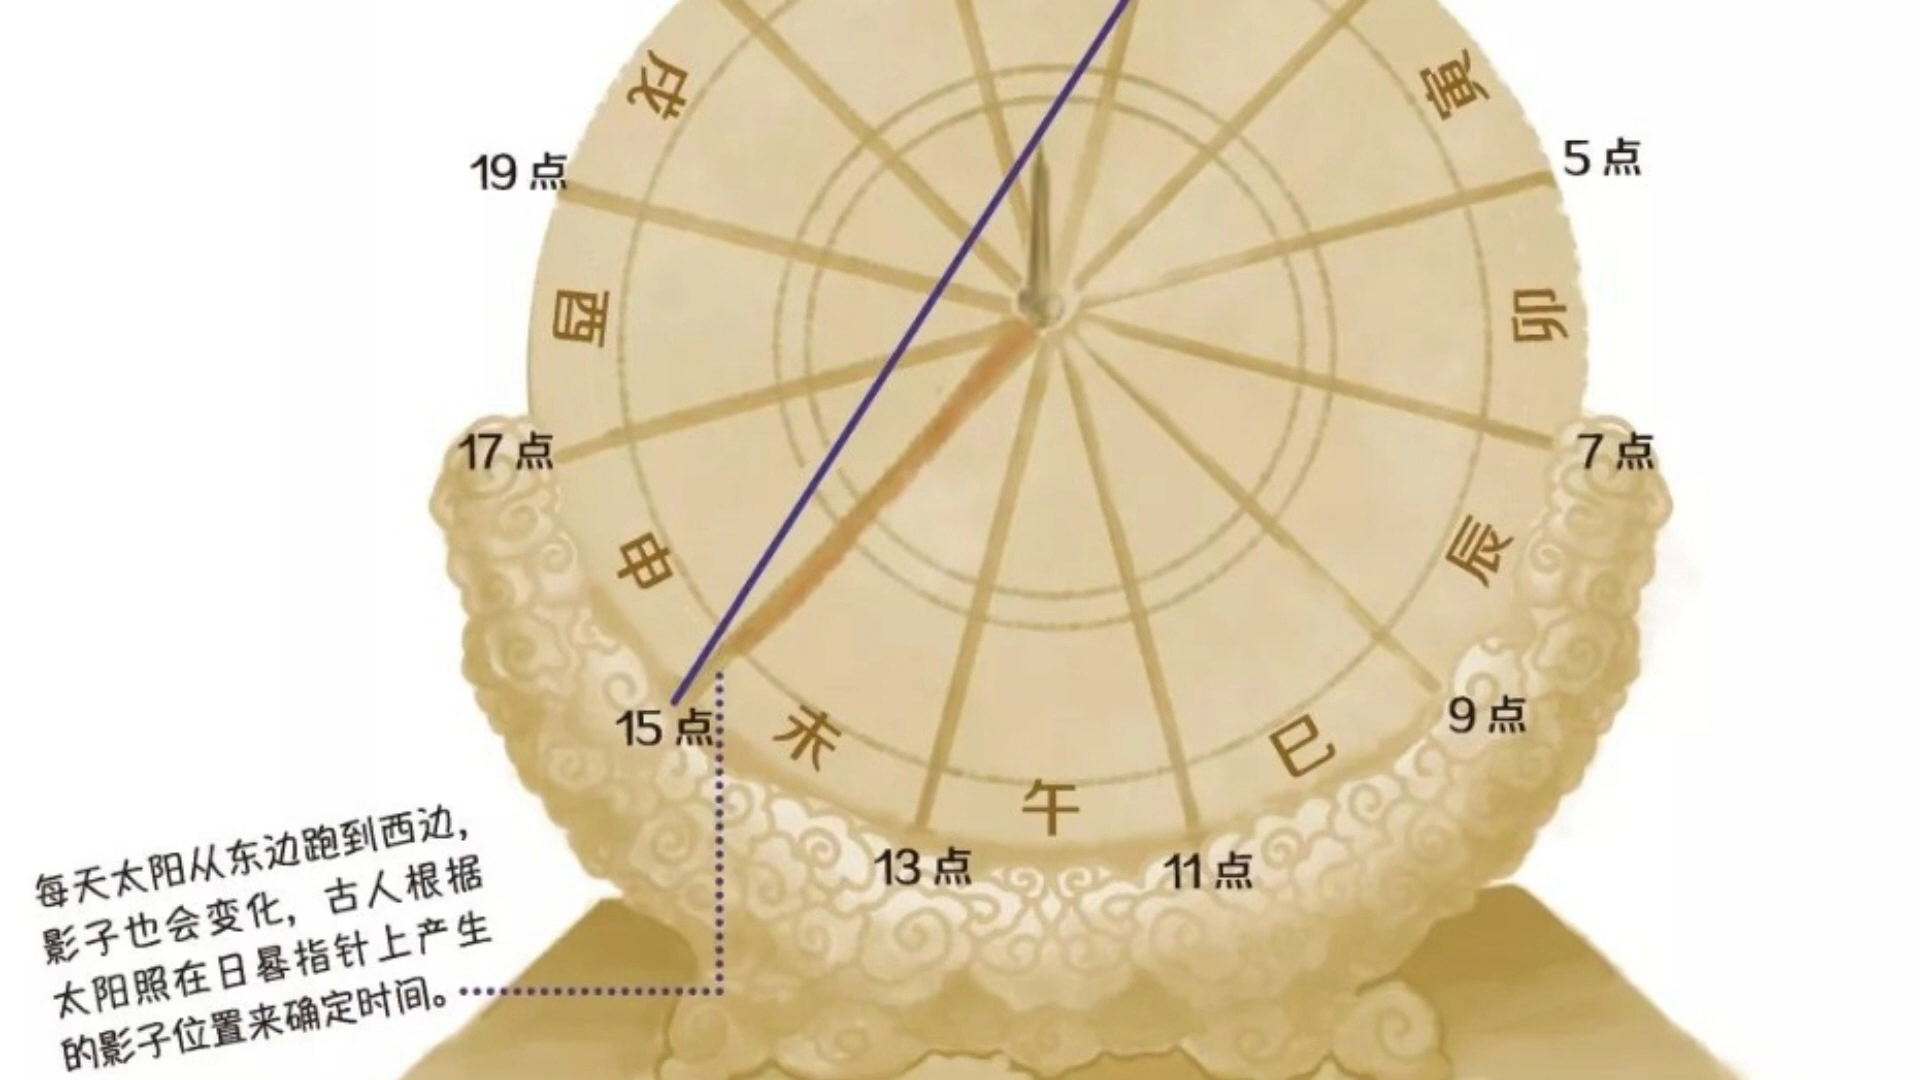 戌
寅
19点
5点
酉
卯
17点
7点
申
辰
15点
未
巳
9点
午
13点
11点
每天太阳从东边跑到西边,
影子也会变化,古人根据
太阳照在日晷指针上产生
的影子位置来确定时间。